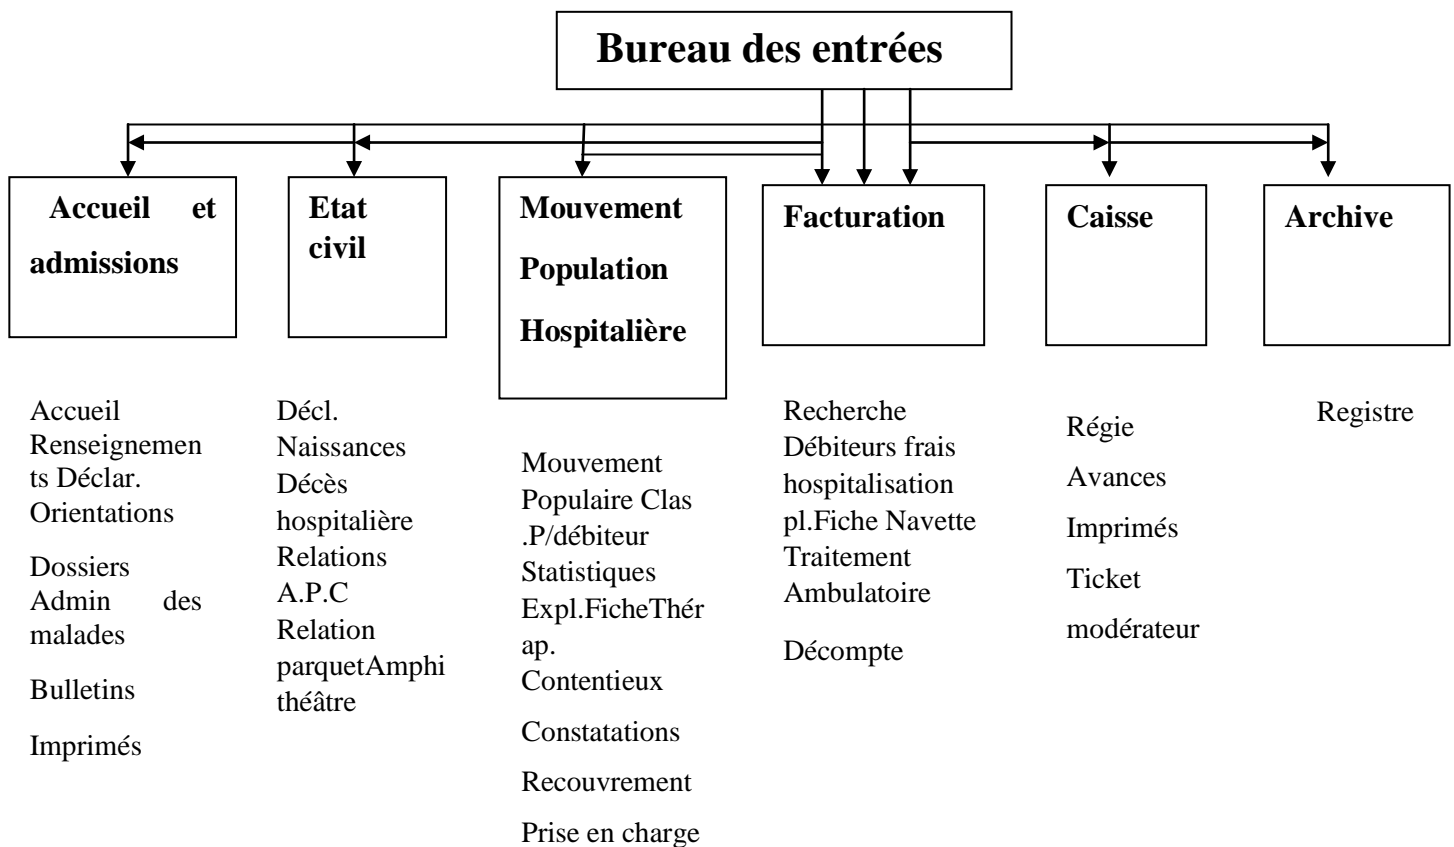 Bureau des entrées
Accueil et
admissions
Etat
civil
Mouvement
Population
Hospitalière
Facturation
Caisse
Archive
Accueil
Renseignemen
ts Déclar.
Orientations
Dossiers
Admin des
malades
Bulletins
Imprimés
Décl.
Naissances
Décès
hospitalière
Relations
A.P.C
Relation
parquetAmphi
théâtre
Mouvement
Populaire Clas
.P/débiteur
Statistiques
Expl.FicheThér
ap.
Contentieux
Constatations
Recouvrement
Prise en charge
Recherche
Débiteurs frais
hospitalisation
pl.Fiche Navette
Traitement
Ambulatoire
Décompte
Régie
Avances
Imprimés
Ticket
modérateur
Registre